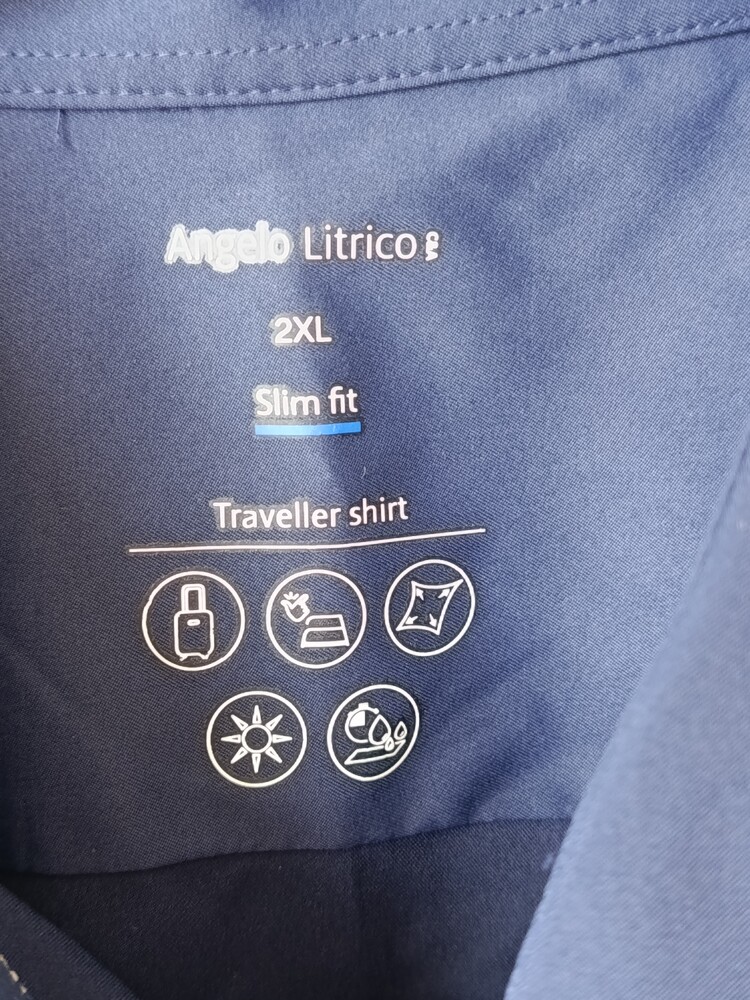 Angelo Litrico
2XL
Slim fit
Traveller shirt